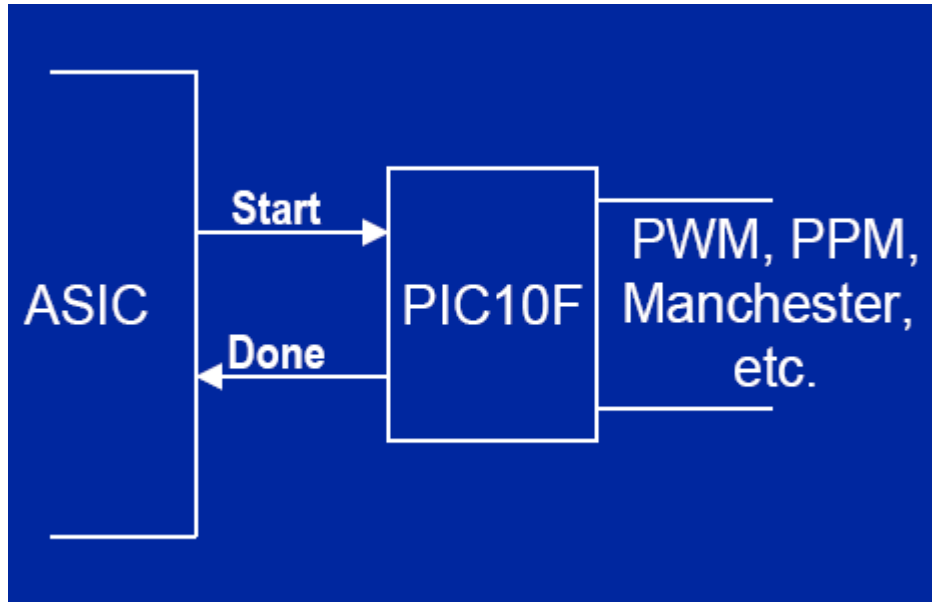 Start
ASIC
PIC10F
Done
PWM, PPM,
Manchester,
etc.